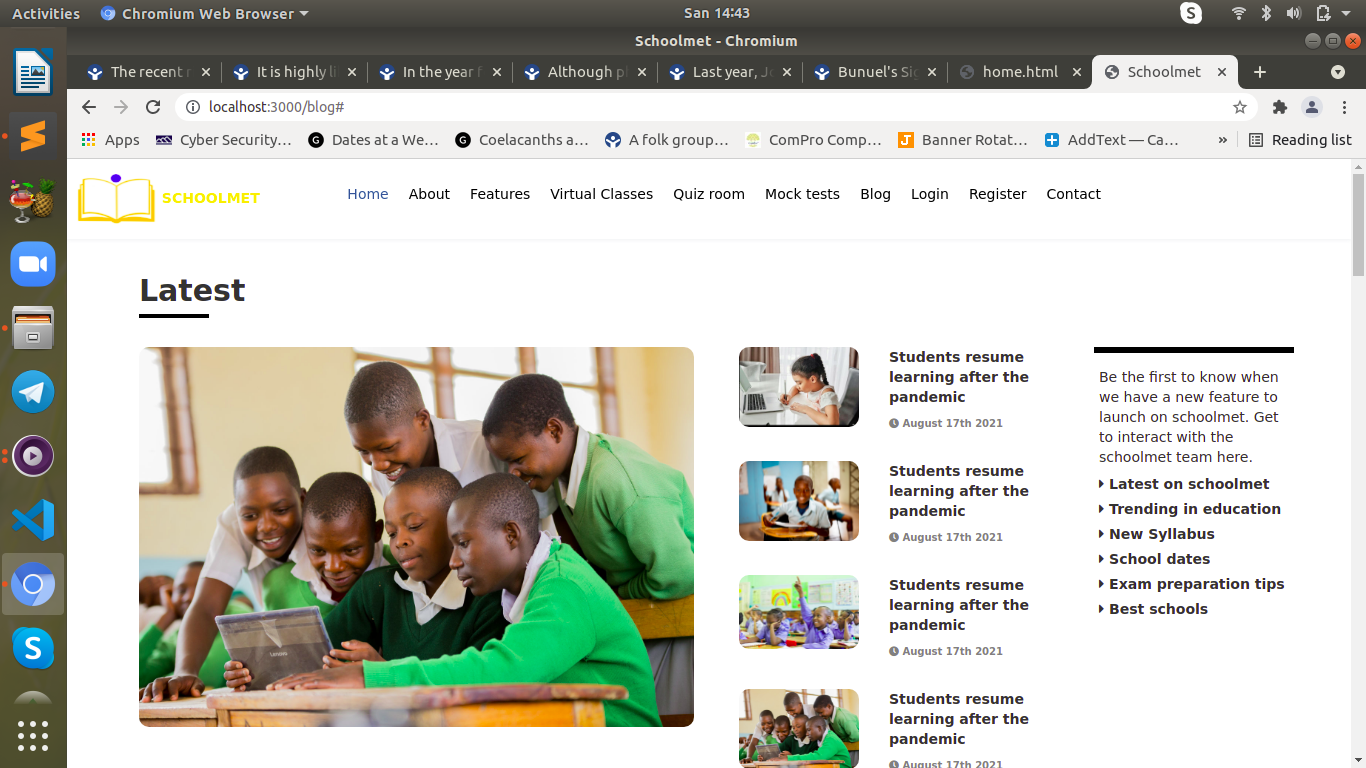 Activities
Chromium Web Browser
San 14:43
Schoolmet - Chromium
The recent r
It is highly li
In the year f
Although pl
Last year, Je
Bunuel's Sig
home.html
Schoolmet
localhost:3000/blog#
Apps
Cyber Security…
Dates at a We…
Coelacanths a…
A folk group…
ComPro Comp…
Banner Rotat…
AddText — Ca…
»
Reading list
SCHOOLMET
Home
About
Features
Virtual Classes
Quiz room
Mock tests
Blog
Login
Register
Contact
Latest
Students resume
learning after the
pandemic
August 17th 2021
Students resume
learning after the
pandemic
August 17th 2021
Students resume
learning after the
pandemic
August 17th 2021
Students resume
learning after the
pandemic
August 17th 2021
Be the first to know when
we have a new feature to
launch on schoolmet. Get
to interact with the
schoolmet team here.
Latest on schoolmet
Trending in education
New Syllabus
School dates
Exam preparation tips
Best schools